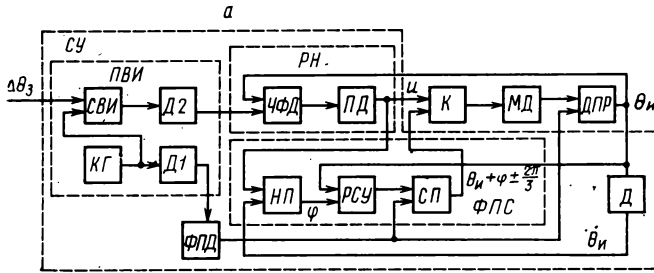 а
СУ
ПВИ
РН
Δθ₃
СВИ
Д2
ЧФД
ПД
u
К
МД
ДПР
θи
КГ
Д1
НП
φ
РСУ
СП
θи+φ±2π/3
ФПС
Д
ФПД
θ̇и